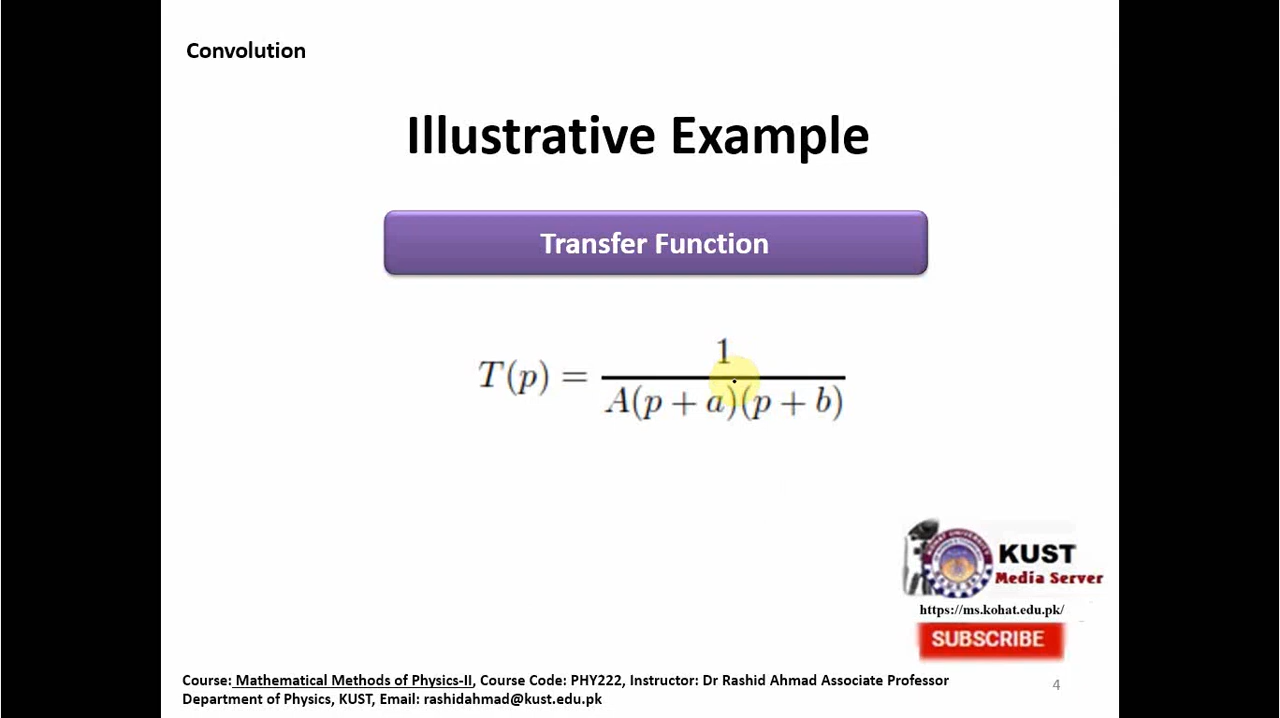 Convolution
Illustrative Example
Transfer Function
T(p) = 1 / A(p + a)(p + b)
KUST
Media Server
https://ms.kohat.edu.pk/
SUBSCRIBE
Course: Mathematical Methods of Physics-II, Course Code: PHY222, Instructor: Dr Rashid Ahmad Associate Professor
Department of Physics, KUST, Email: rashidahmad@kust.edu.pk
4